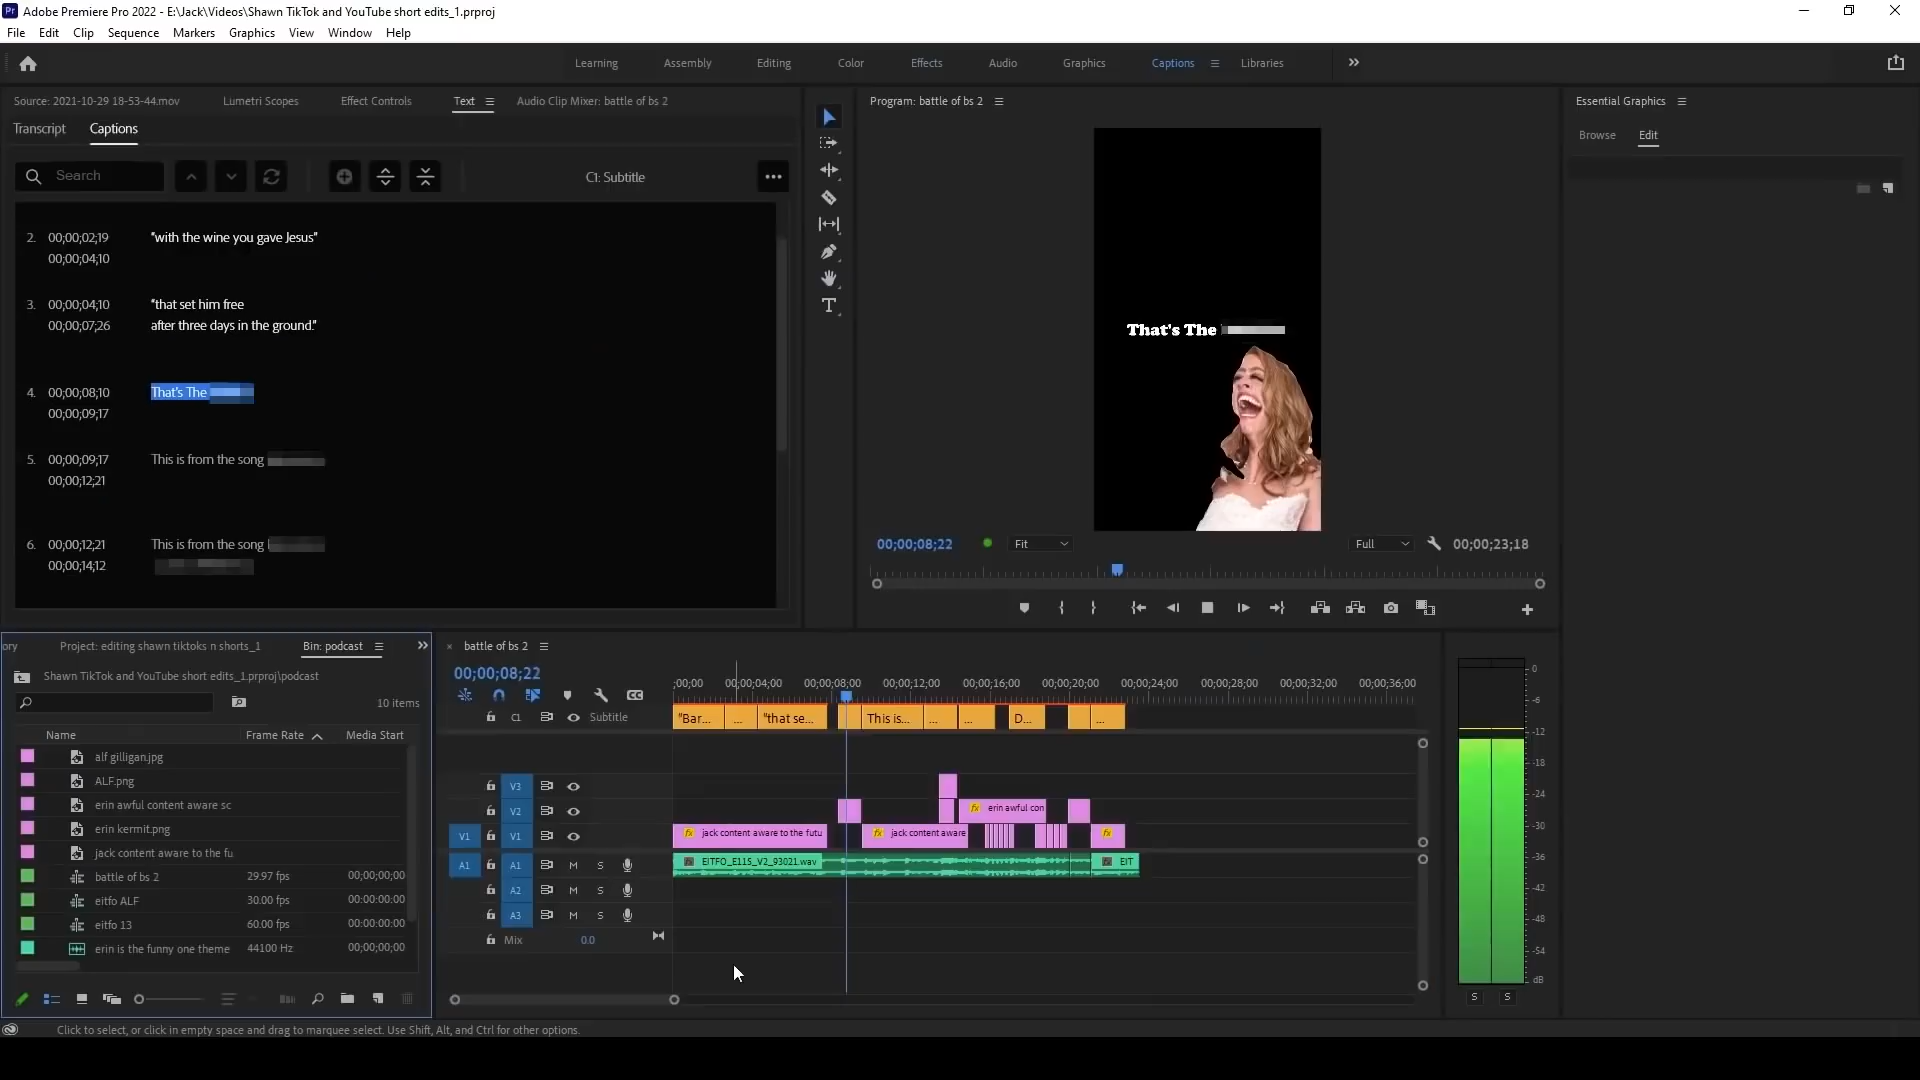 Adobe Premiere Pro 2022 - E:\Jack\Videos\Shawn TikTok and YouTube short edits_1.prproj
File Edit Clip Sequence Markers Graphics View Window Help
Learning Assembly Editing Color Effects Audio Graphics Captions Libraries
Source: 2021-10-29 18-53-44.mov Lumetri Scopes Effect Controls Text Audio Clip Mixer: battle of bs 2
Transcript Captions
Search C1: Subtitle
2. 00;00;02;19 "with the wine you gave Jesus"
00;00;04;10
3. 00;00;04;10 "that set him free
00;00;07;26 after three days in the ground."
4. 00;00;08;10 That's The
00;00;09;17
5. 00;00;09;17 This is from the song
00;00;12;21
6. 00;00;12;21 This is from the song
00;00;14;12
Program: battle of bs 2
That's The
00;00;08;22 Fit Full 00;00;23;18
Essential Graphics
Browse Edit
ory Project: editing shawn tiktoks n shorts_1 Bin: podcast
Shawn TikTok and YouTube short edits_1.prproj\podcast
10 items
Name Frame Rate Media Start
alf gilligan.jpg
ALF.png
erin awful content aware sc
erin kermit.png
jack content aware to the fu
battle of bs 2 29.97 fps 00;00;00;00
eitfo ALF 30.00 fps 00:00:00:00
eitfo 13 60.00 fps 00:00:00:00
erin is the funny one theme 44100 Hz 00;00;00;00
battle of bs 2
00;00;08;22
;00;00 00;00;04;00 00;00;08;00 00;00;12;00 00;00;16;00 00;00;20;00 00;00;24;00 00;00;28;00 00;00;32;00 00;00;36;00
C1 Subtitle "Bar... ... "that se... This is... ... ... D... ...
V3
V2 fx erin awful con
V1 V1 fx jack content aware to the futu fx jack content aware fx
A1 A1 M S EITFO_E11S_V2_93021.wav EIT
A2 M S
A3 M S
Mix 0.0
0
-6
-12
-18
-24
-30
-36
-42
-48
-54
dB
S S
Click to select, or click in empty space and drag to marquee select. Use Shift, Alt, and Ctrl for other options.